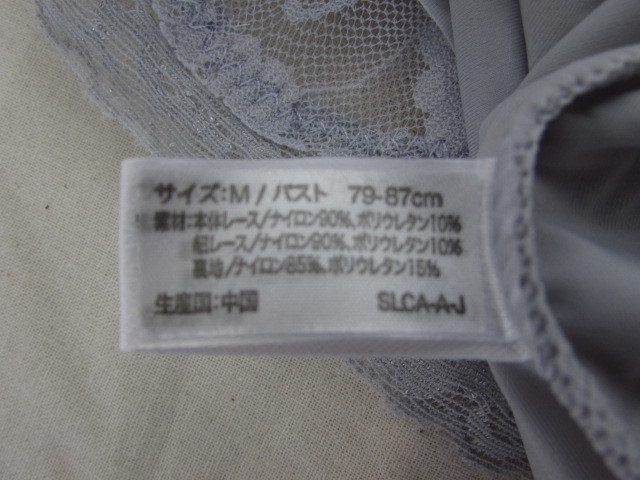 サイズ:M / バスト 79-87cm
素材:本体レース/ナイロン90%、ポリウレタン10%
紐レース/ナイロン90%、ポリウレタン10%
裏地/ナイロン85%、ポリウレタン15%
生産国:中国 SLCA-A-J